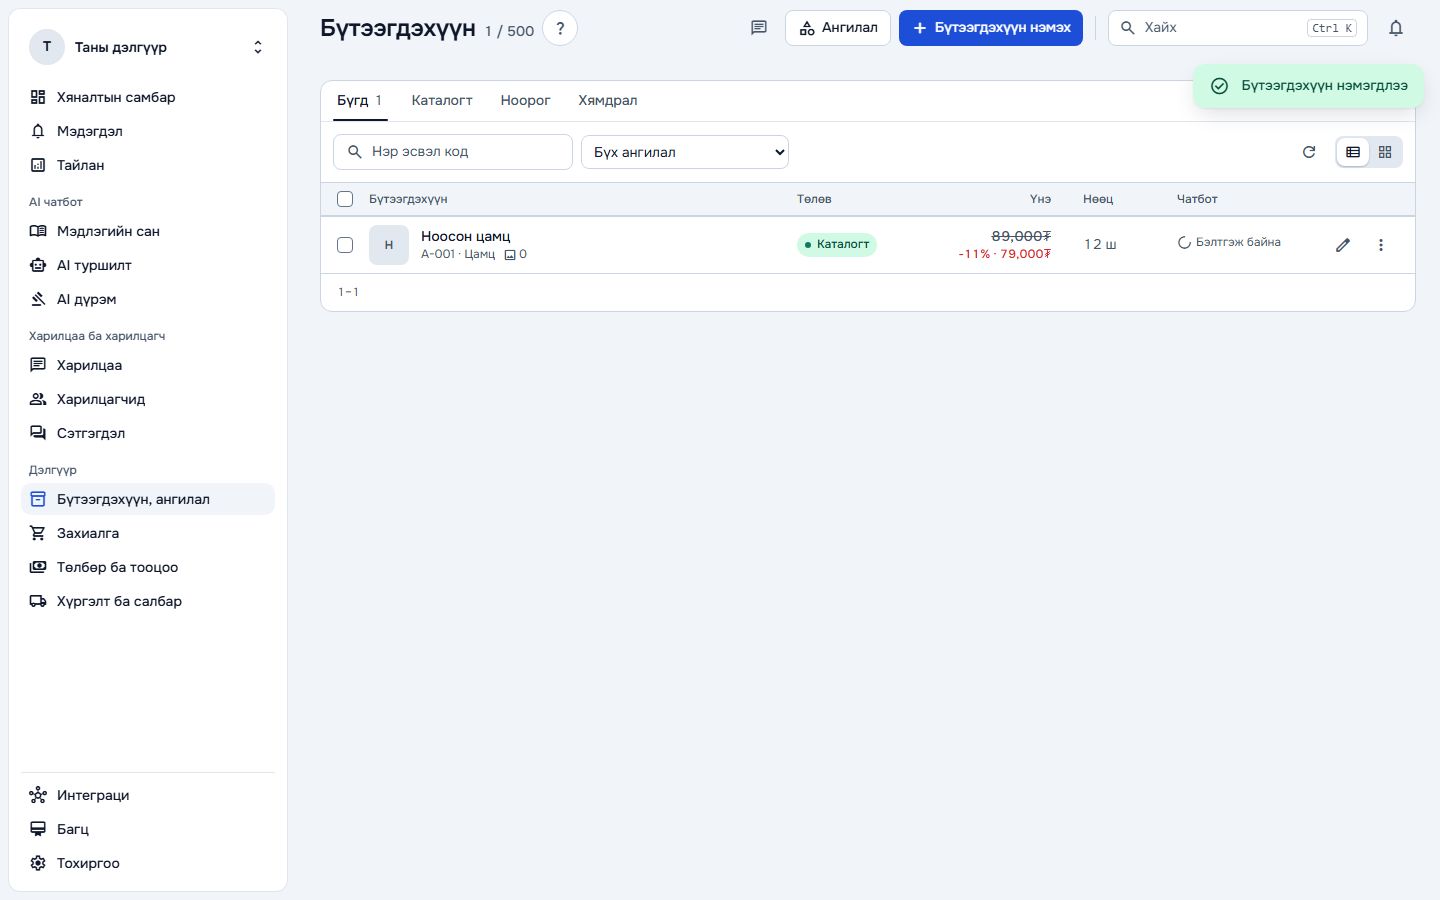 Т Таны дэлгүүр
Хяналтын самбар
Мэдэгдэл
Тайлан
AI чатбот
Мэдлэгийн сан
AI туршилт
AI дүрэм
Харилцаа ба харилцагч
Харилцаа
Харилцагчид
Сэтгэгдэл
Дэлгүүр
Бүтээгдэхүүн, ангилал
Захиалга
Төлбөр ба тооцоо
Хүргэлт ба салбар
Интеграци
Багц
Тохиргоо
Бүтээгдэхүүн 1 / 500 ?
Ангилал
+ Бүтээгдэхүүн нэмэх
Хайх Ctrl K
Бүтээгдэхүүн нэмэгдлээ
Бүгд 1 Каталогт Ноорог Хямдрал
Нэр эсвэл код Бүх ангилал
Бүтээгдэхүүн Төлөв Үнэ Нөөц Чатбот
Н Ноосон цамц
A-001 · Цамц 0
Каталогт
89,000₮
-11% · 79,000₮
12 ш
Бэлтгэж байна
1–1